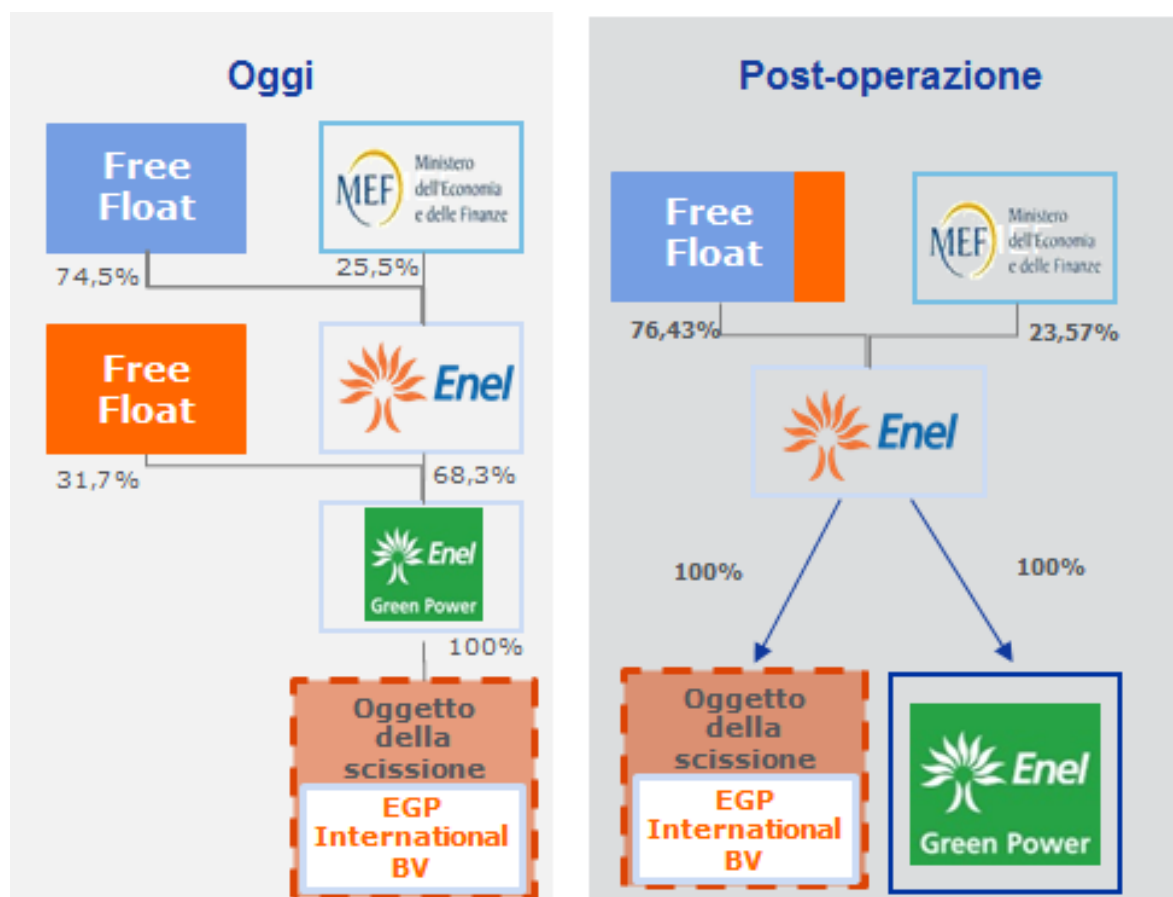 Oggi
Free
Float
MEF
Ministero
dell'Economia
e delle Finanze
74,5%
25,5%
Free
Float
Enel
31,7%
68,3%
Enel
Green Power
100%
Oggetto
della
scissione
EGP
International
BV
Post-operazione
Free
Float
MEF
Ministero
dell'Economia
e delle Finanze
76,43%
23,57%
Enel
100%
100%
Oggetto
della
scissione
EGP
International
BV
Enel
Green Power